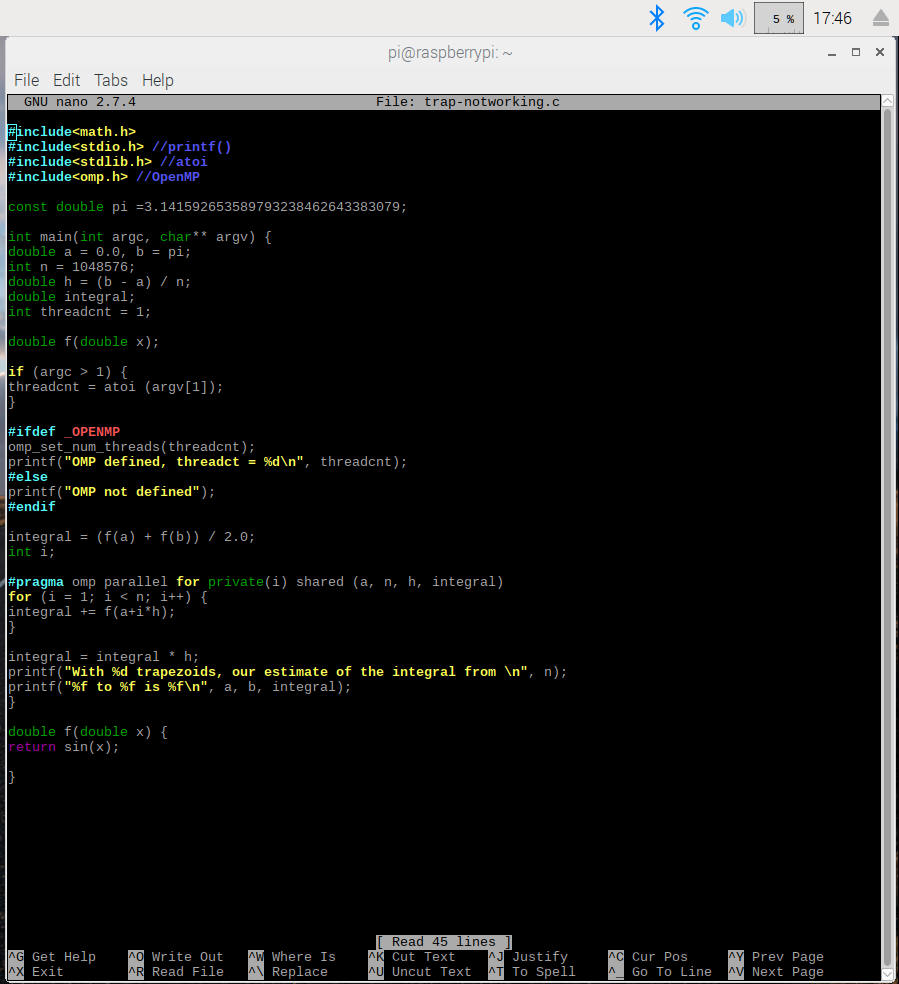 5 % 17:46
pi@raspberrypi: ~
File Edit Tabs Help
GNU nano 2.7.4 File: trap-notworking.c
#include<math.h>
#include<stdio.h> //printf()
#include<stdlib.h> //atoi
#include<omp.h> //OpenMP
const double pi =3.141592653589793238462643383079;
int main(int argc, char** argv) {
double a = 0.0, b = pi;
int n = 1048576;
double h = (b - a) / n;
double integral;
int threadcnt = 1;
double f(double x);
if (argc > 1) {
threadcnt = atoi (argv[1]);
}
#ifdef _OPENMP
omp_set_num_threads(threadcnt);
printf("OMP defined, threadct = %d\n", threadcnt);
#else
printf("OMP not defined");
#endif
integral = (f(a) + f(b)) / 2.0;
int i;
#pragma omp parallel for private(i) shared (a, n, h, integral)
for (i = 1; i < n; i++) {
integral += f(a+i*h);
}
integral = integral * h;
printf("With %d trapezoids, our estimate of the integral from \n", n);
printf("%f to %f is %f\n", a, b, integral);
}
double f(double x) {
return sin(x);
}
[ Read 45 lines ]
^G Get Help ^O Write Out ^W Where Is ^K Cut Text ^J Justify ^C Cur Pos ^Y Prev Page
^X Exit ^R Read File ^\ Replace ^U Uncut Text ^T To Spell ^_ Go To Line ^V Next Page